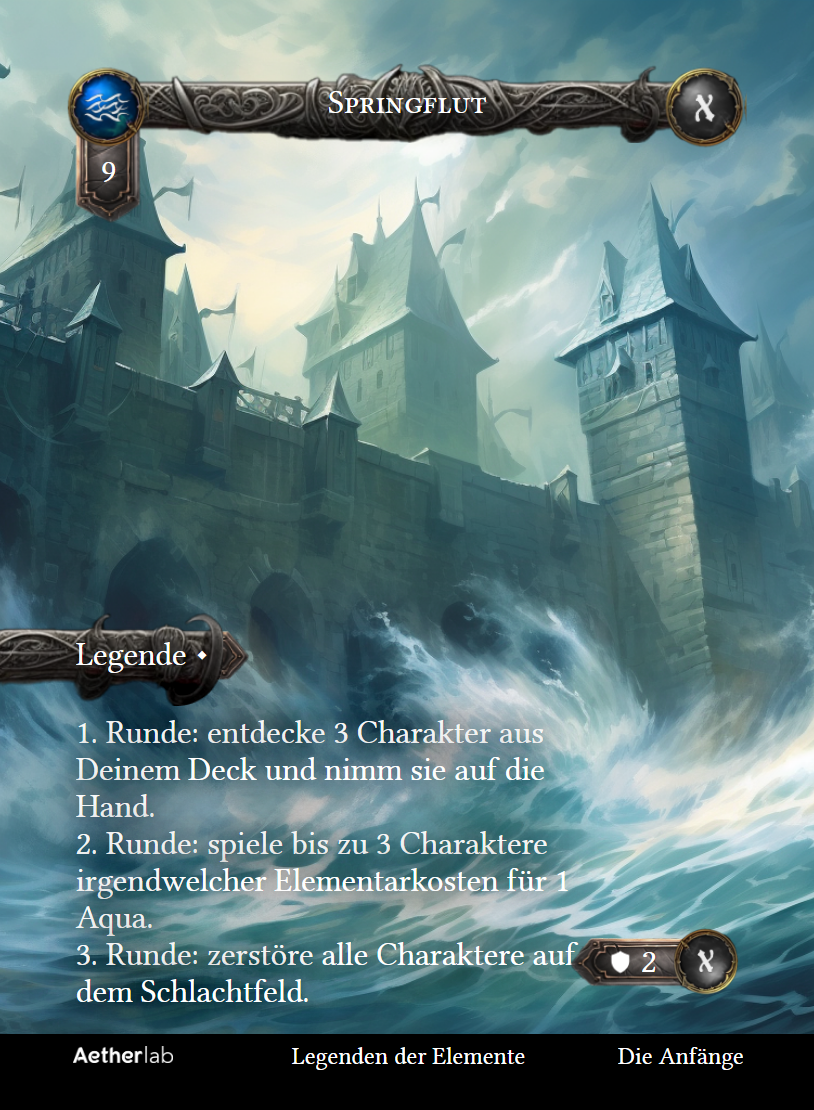 Springflut
א
9
Legende ⬥
1. Runde: entdecke 3 Charakter aus
Deinem Deck und nimm sie auf die
Hand.
2. Runde: spiele bis zu 3 Charaktere
irgendwelcher Elementarkosten für 1
Aqua.
3. Runde: zerstöre alle Charaktere auf
dem Schlachtfeld.
2 א
Aetherlab Legenden der Elemente Die Anfänge